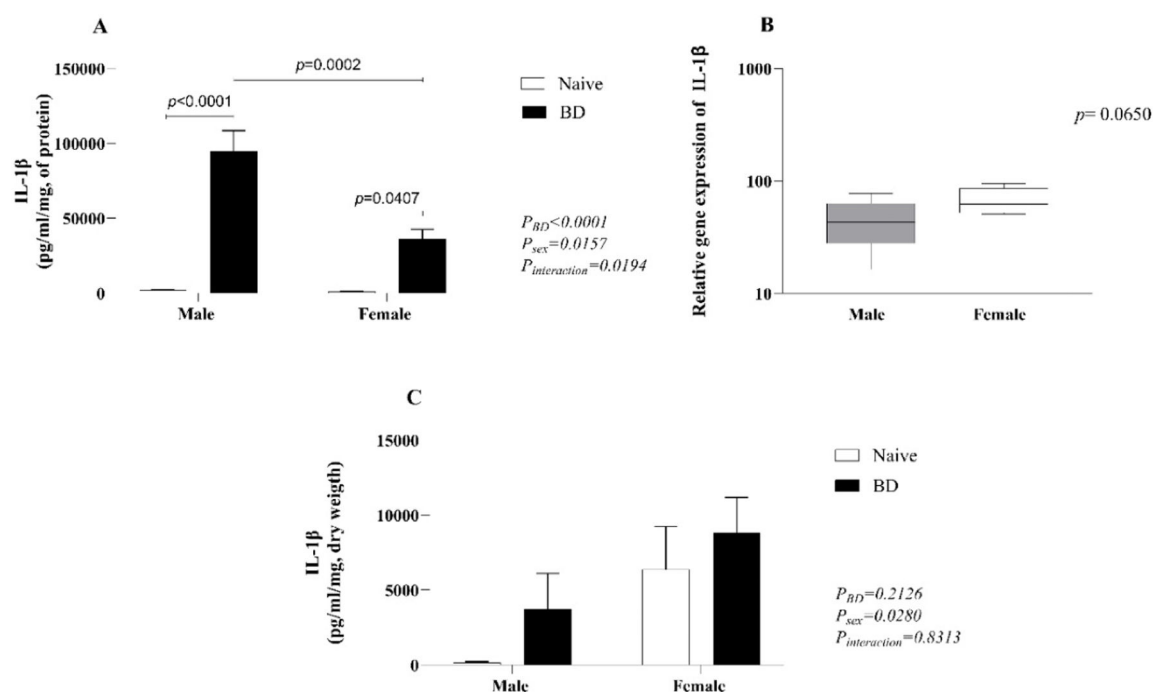 A
IL-1β
(pg/ml/mg, of protein)
150000
100000
50000
0
p=0.0002
p<0.0001
p=0.0407
Male
Female
Naive
BD
P_BD<0.0001
P_sex=0.0157
P_interaction=0.0194
B
Relative gene expression of IL-1β
1000
100
10
p= 0.0650
Male
Female
C
IL-1β
(pg/ml/mg, dry weigth)
15000
10000
5000
0
Male
Female
Naive
BD
P_BD=0.2126
P_sex=0.0280
P_interaction=0.8313